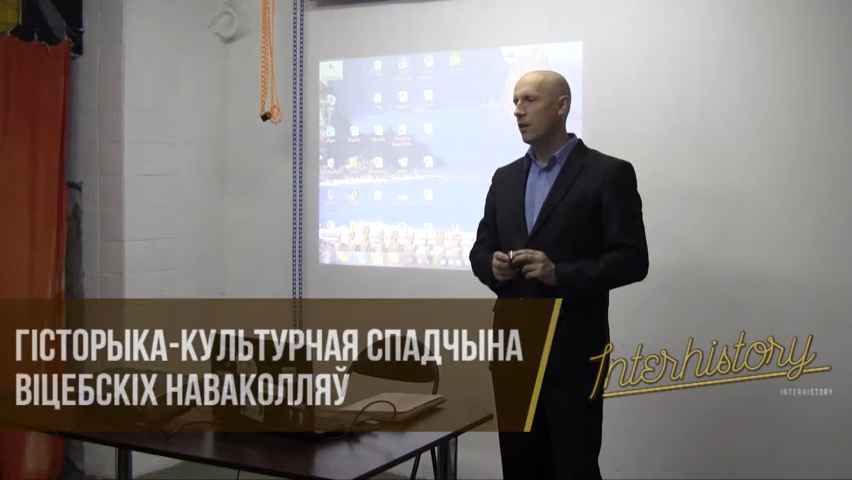 ГІСТОРЫКА-КУЛЬТУРНАЯ СПАДЧЫНА
ВІЦЕБСКІХ НАВАКОЛЛЯЎ
Interhistory
INTERHISTORY